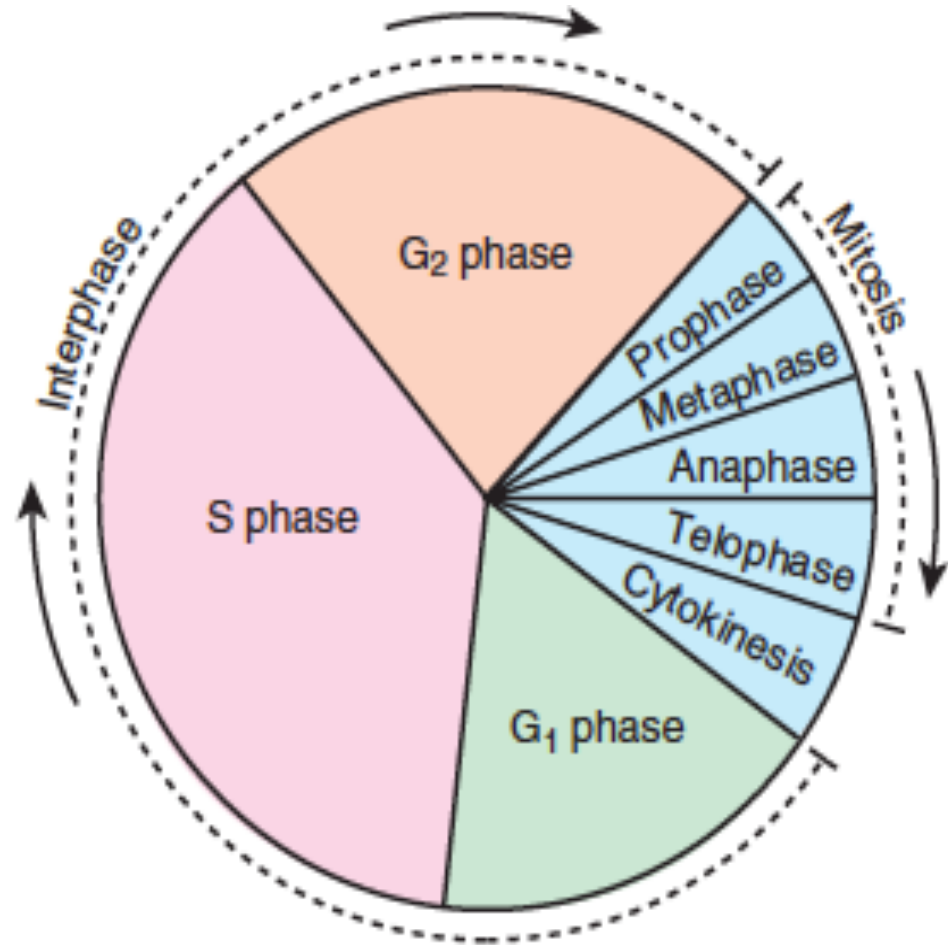 Interphase
Mitosis
G₂ phase
Prophase
Metaphase
Anaphase
Telophase
Cytokinesis
G₁ phase
S phase